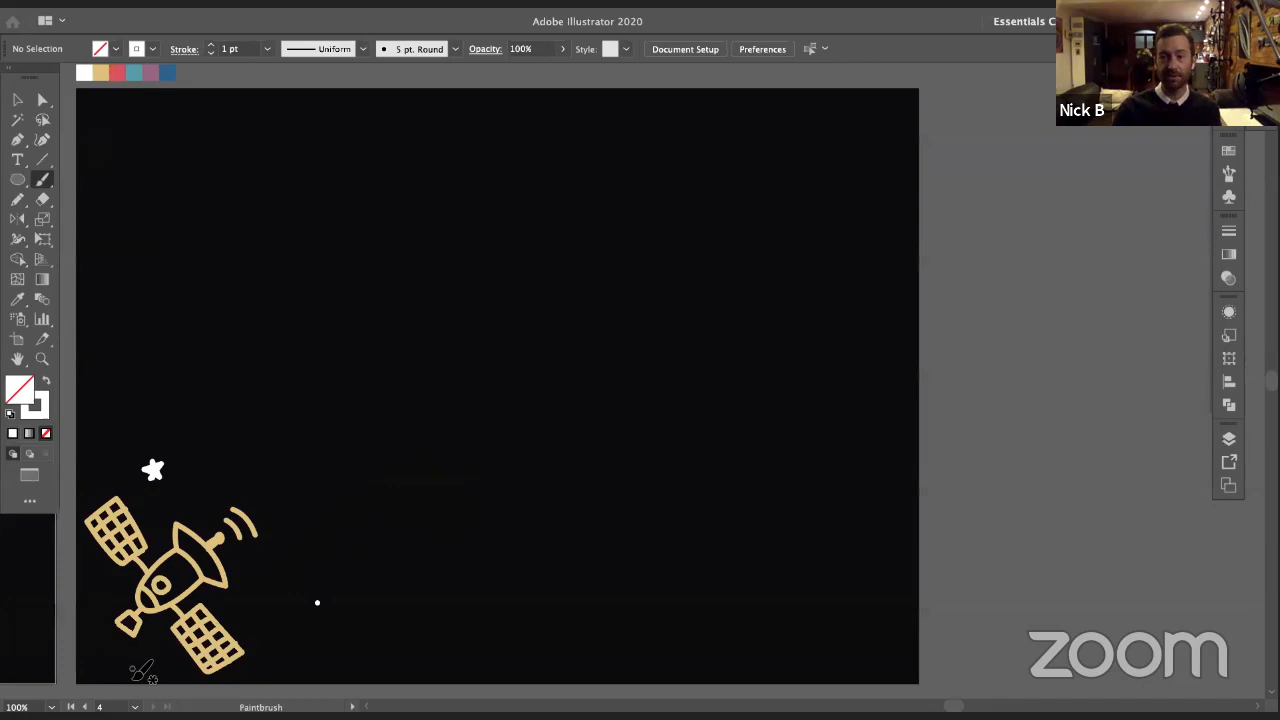 Adobe Illustrator 2020
Essentials C
No Selection
Stroke:
1 pt
Uniform
5 pt. Round
Opacity:
100%
Style:
Document Setup
Preferences
Nick B
T
zoom
100%
4
Paintbrush